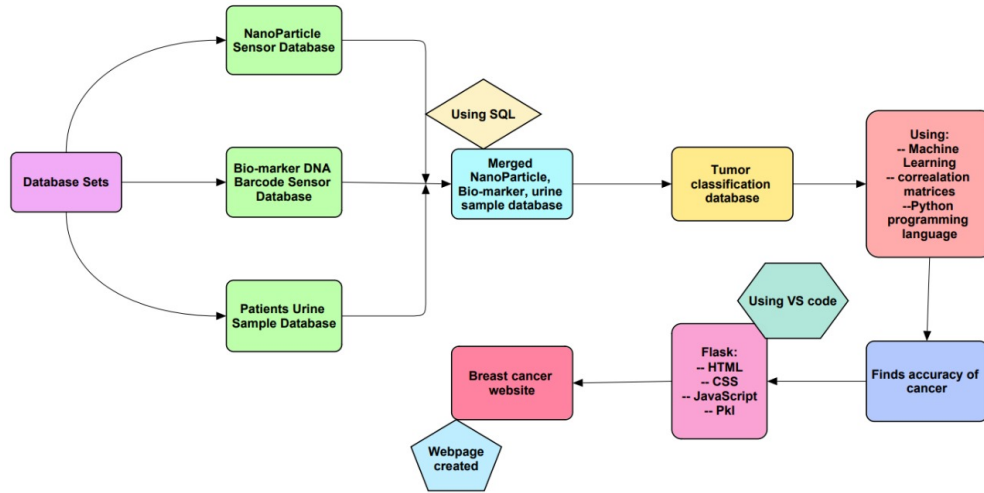 NanoParticle
Sensor Database
Using SQL
Database Sets
Bio-marker DNA
Barcode Sensor
Database
Merged
NanoParticle,
Bio-marker, urine
sample database
Tumor
classification
database
Using:
-- Machine
Learning
-- correalation
matrices
--Python
programming
language
Patients Urine
Sample Database
Using VS code
Finds accuracy of
cancer
Flask:
-- HTML
-- CSS
-- JavaScript
-- Pkl
Breast cancer
website
Webpage
created